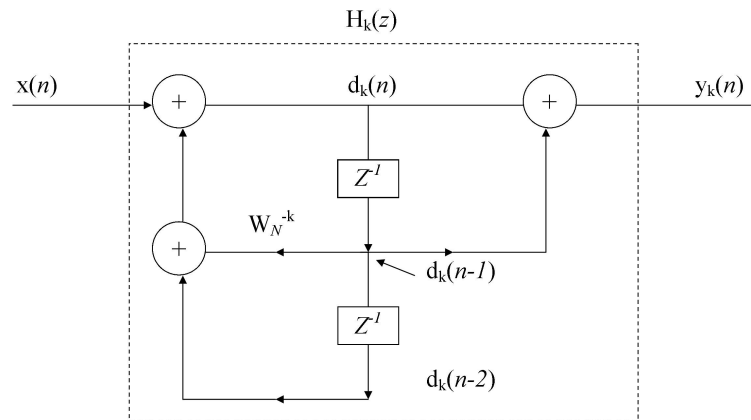 H_k(z)
x(n)
d_k(n)
y_k(n)
+
+
Z^-1
W_N^-k
+
d_k(n-1)
Z^-1
d_k(n-2)